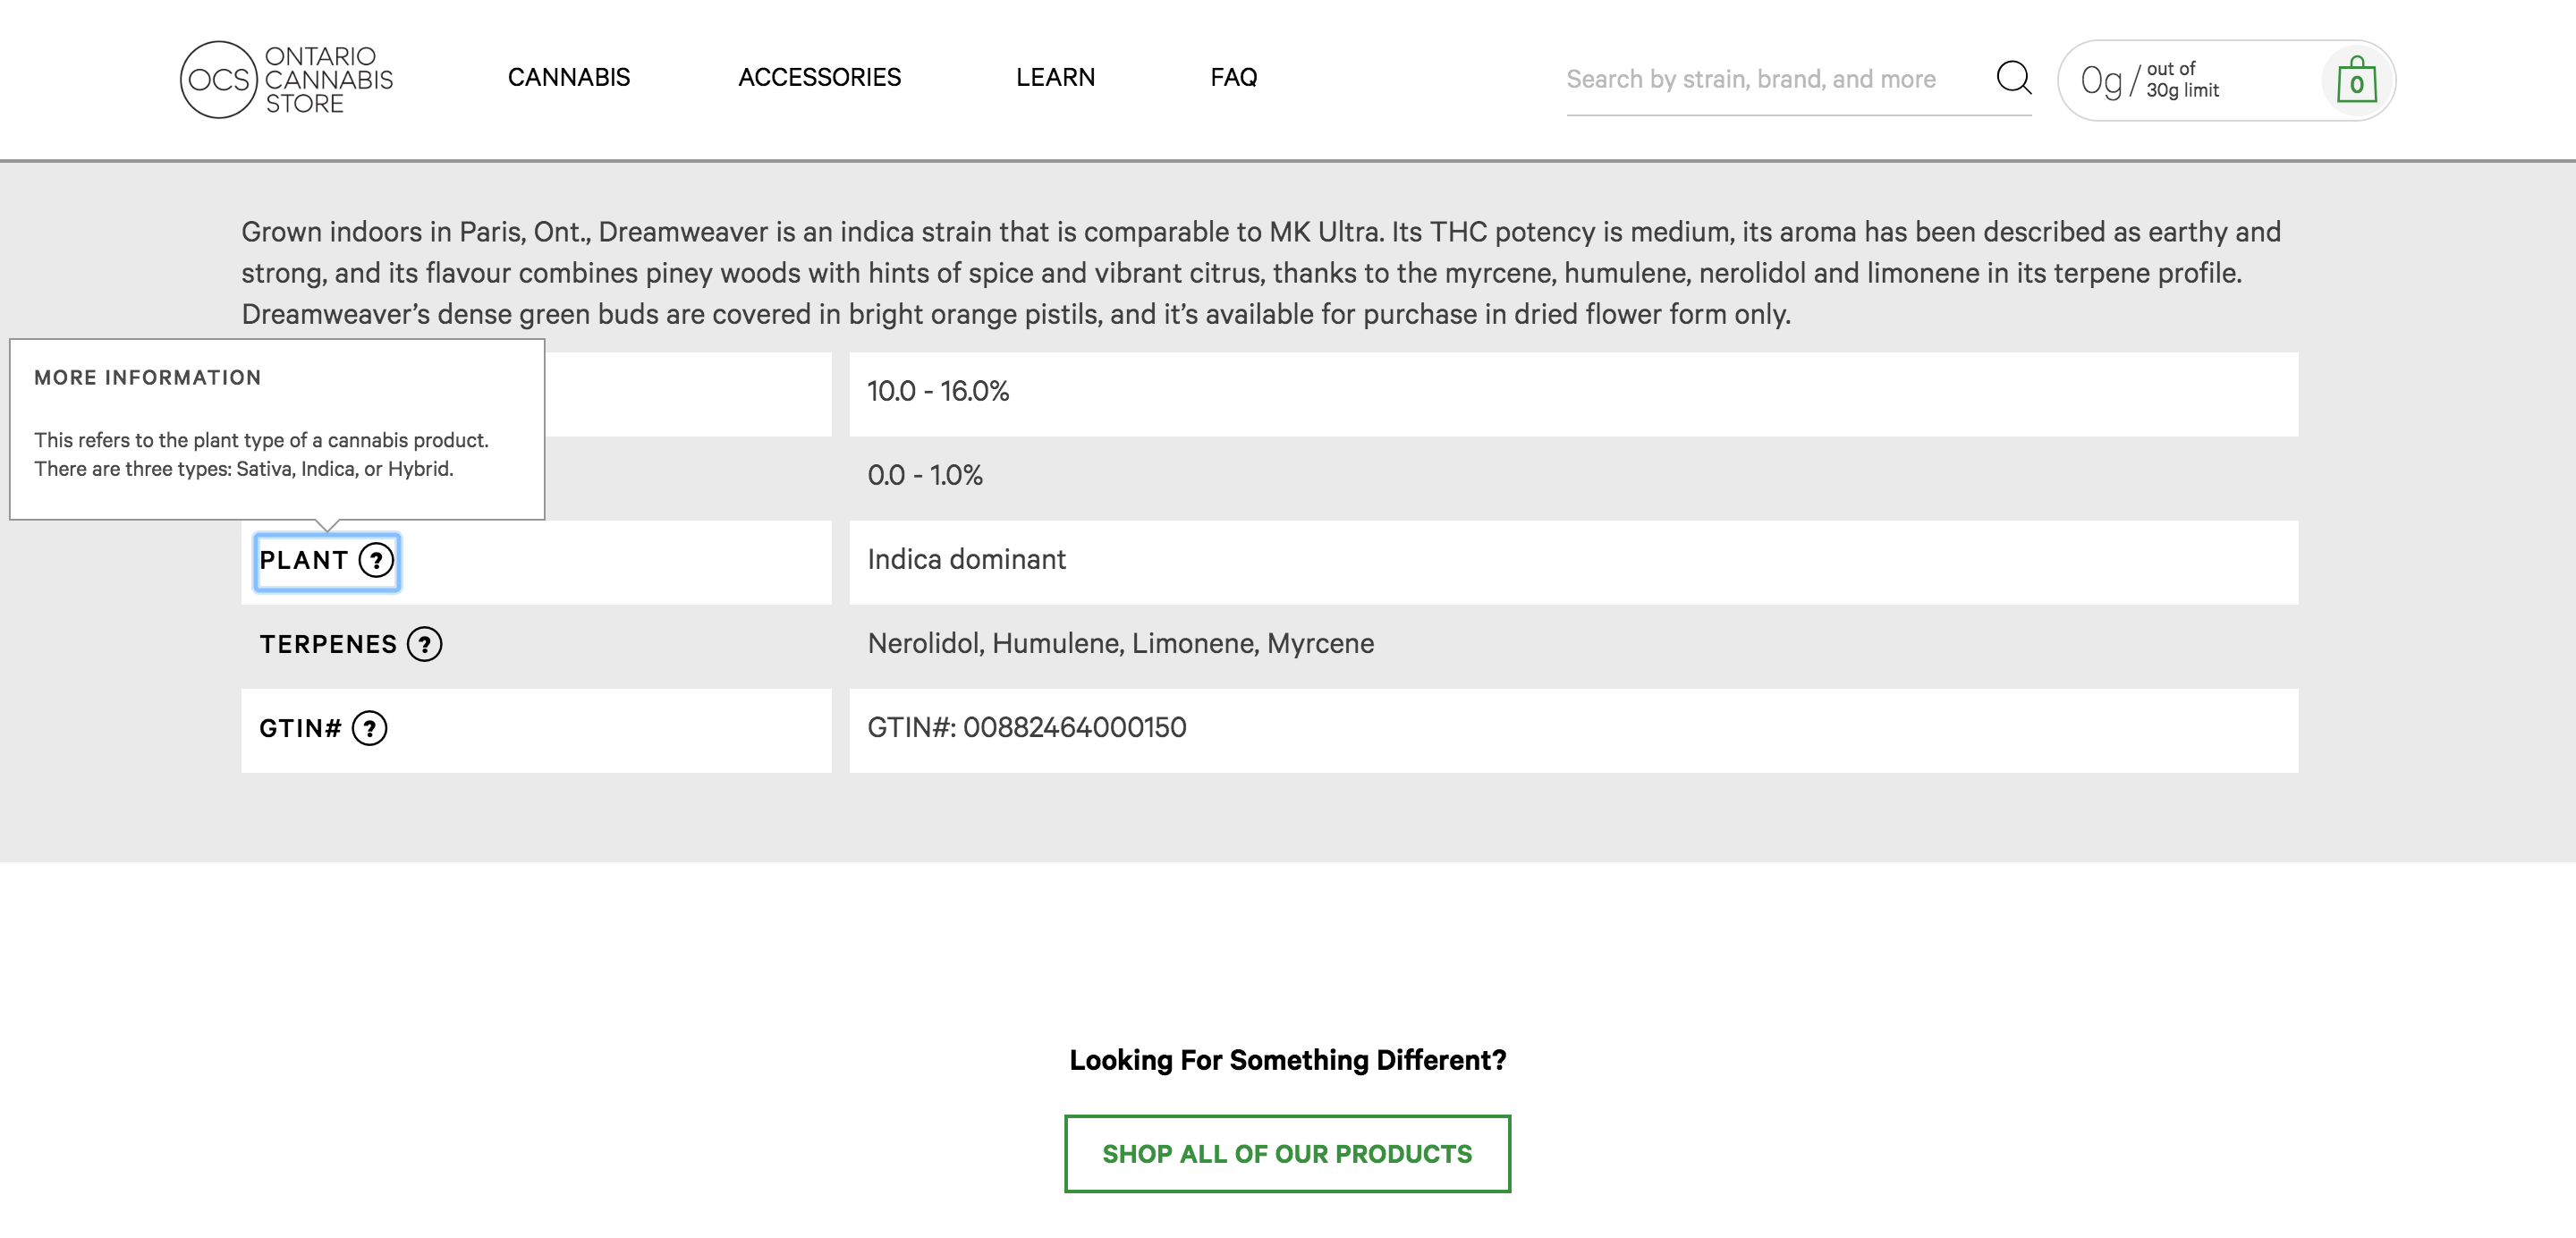 OCS
ONTARIO
CANNABIS
STORE
CANNABIS
ACCESSORIES
LEARN
FAQ
Search by strain, brand, and more
0g / out of
30g limit
0
Grown indoors in Paris, Ont., Dreamweaver is an indica strain that is comparable to MK Ultra. Its THC potency is medium, its aroma has been described as earthy and
strong, and its flavour combines piney woods with hints of spice and vibrant citrus, thanks to the myrcene, humulene, nerolidol and limonene in its terpene profile.
Dreamweaver’s dense green buds are covered in bright orange pistils, and it’s available for purchase in dried flower form only.
MORE INFORMATION
This refers to the plant type of a cannabis product.
There are three types: Sativa, Indica, or Hybrid.
10.0 - 16.0%
0.0 - 1.0%
PLANT ?
Indica dominant
TERPENES ?
Nerolidol, Humulene, Limonene, Myrcene
GTIN# ?
GTIN#: 00882464000150
Looking For Something Different?
SHOP ALL OF OUR PRODUCTS